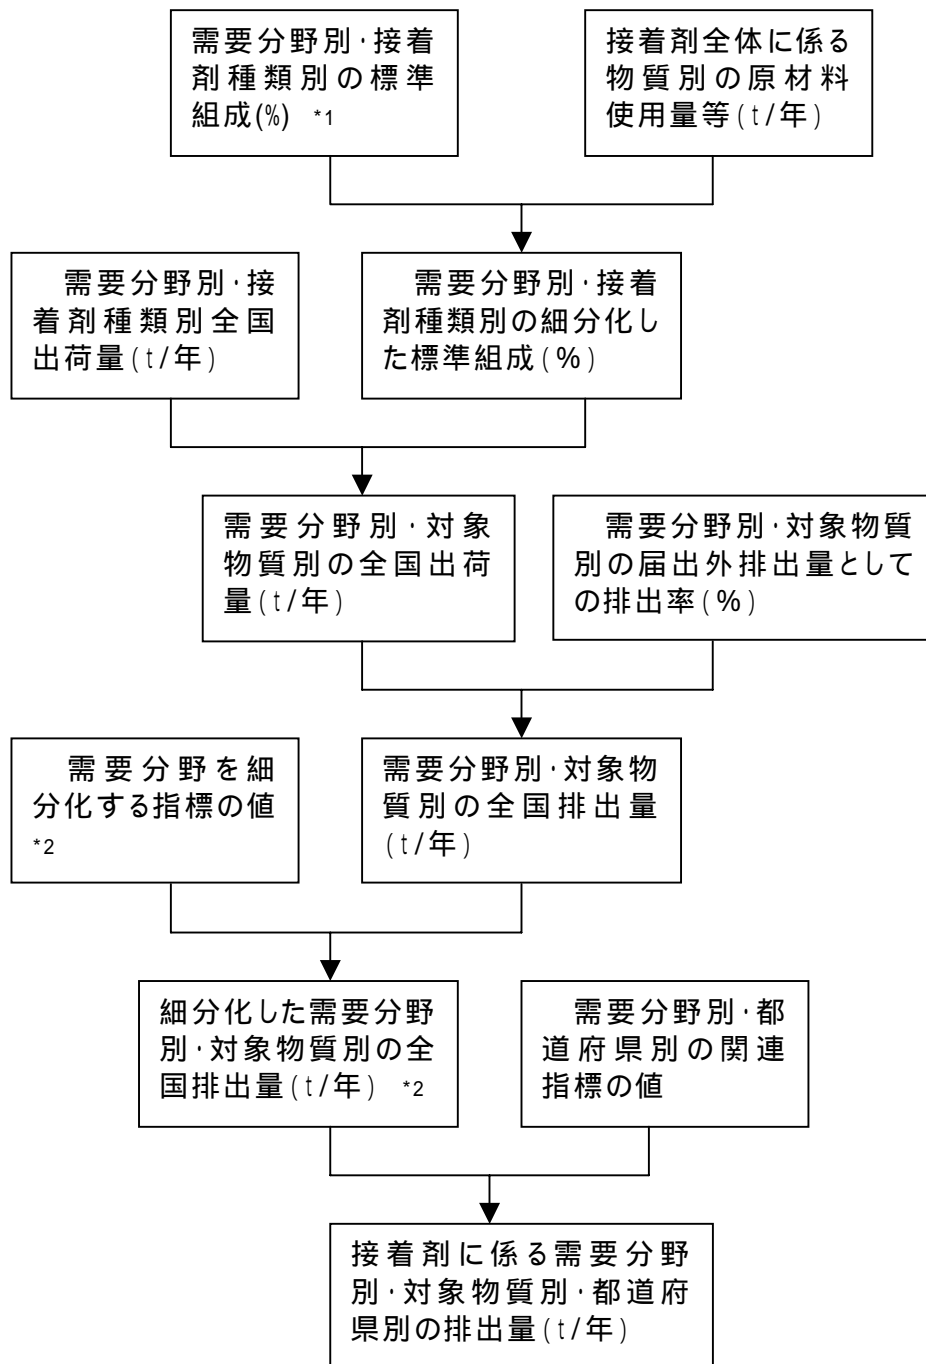 需要分野別・接着
剤種類別の標準
組成(%) *1
接着剤全体に係る
物質別の原材料
使用量等(t/年)
需要分野別・接
着剤種類別全国
出荷量(t/年)
需要分野別・接着
剤種類別の細分化し
た標準組成(%)
需要分野別・対象
物質別の全国出荷
量(t/年)
需要分野別・対象物質
別の届出外排出量として
の排出率(%)
需要分野を細
分化する指標の値
*2
需要分野別・対象物
質別の全国排出量
(t/年)
細分化した需要分野
別・対象物質別の全
国排出量(t/年) *2
需要分野別・都
道府県別の関連
指標の値
接着剤に係る需要分野
別・対象物質別・都道府
県別の排出量(t/年)